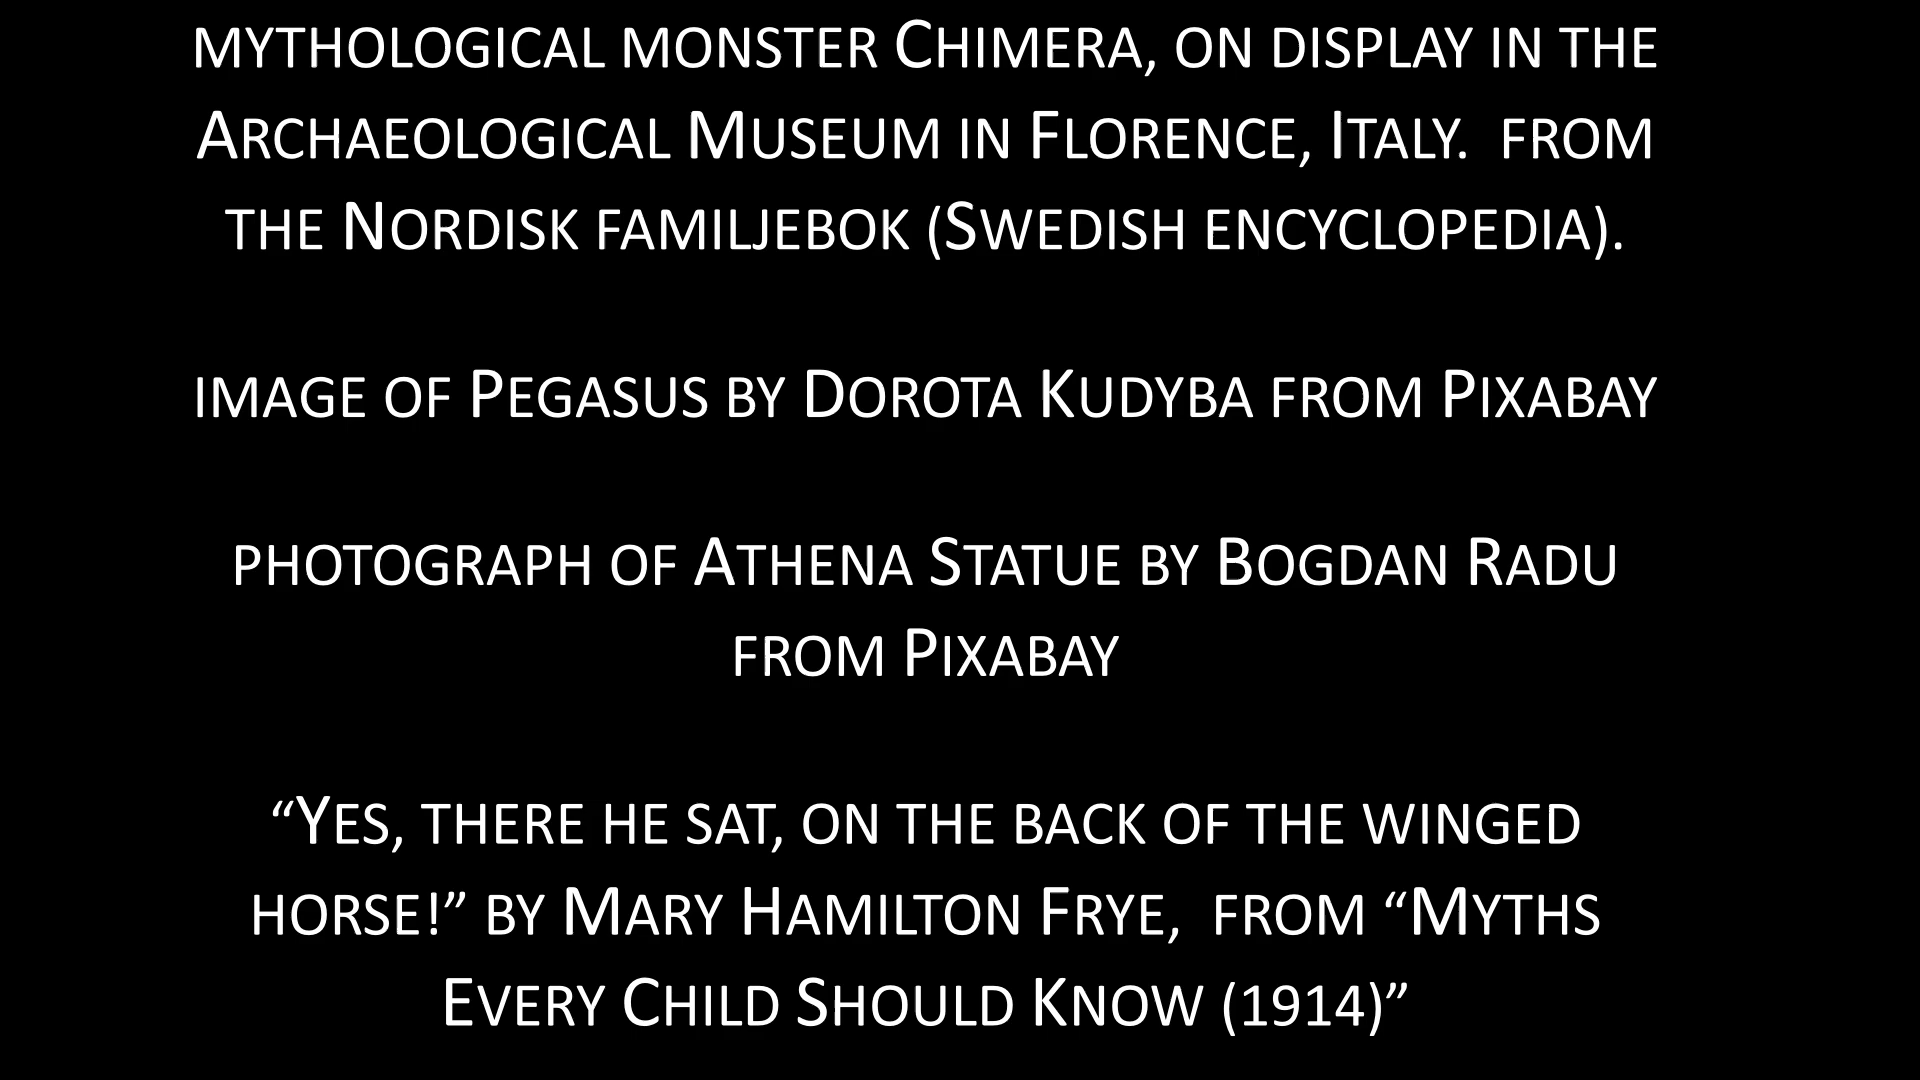 mythological monster Chimera, on display in the
Archaeological Museum in Florence, Italy.  from
the Nordisk familjebok (Swedish encyclopedia).
image of Pegasus by Dorota Kudyba from Pixabay
photograph of Athena Statue by Bogdan Radu
from Pixabay
“Yes, there he sat, on the back of the winged
horse!” by Mary Hamilton Frye,  from “Myths
Every Child Should Know (1914)”